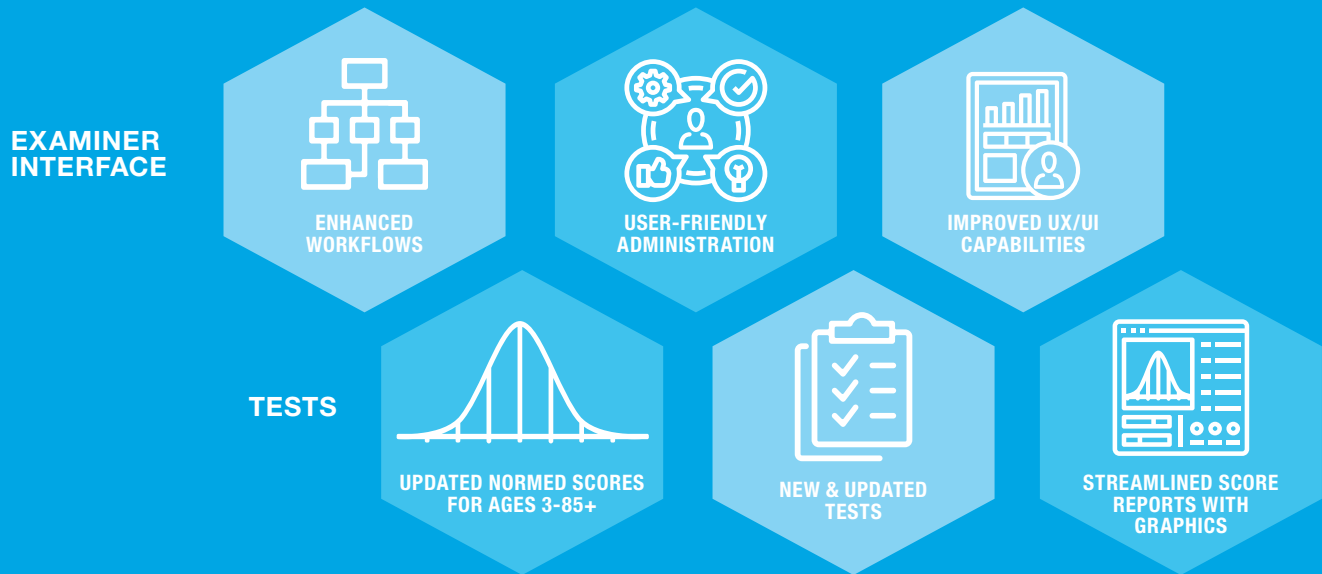 EXAMINER
INTERFACE
ENHANCED
WORKFLOWS
USER-FRIENDLY
ADMINISTRATION
IMPROVED UX/UI
CAPABILITIES
TESTS
UPDATED NORMED SCORES
FOR AGES 3-85+
NEW & UPDATED
TESTS
STREAMLINED SCORE
REPORTS WITH
GRAPHICS